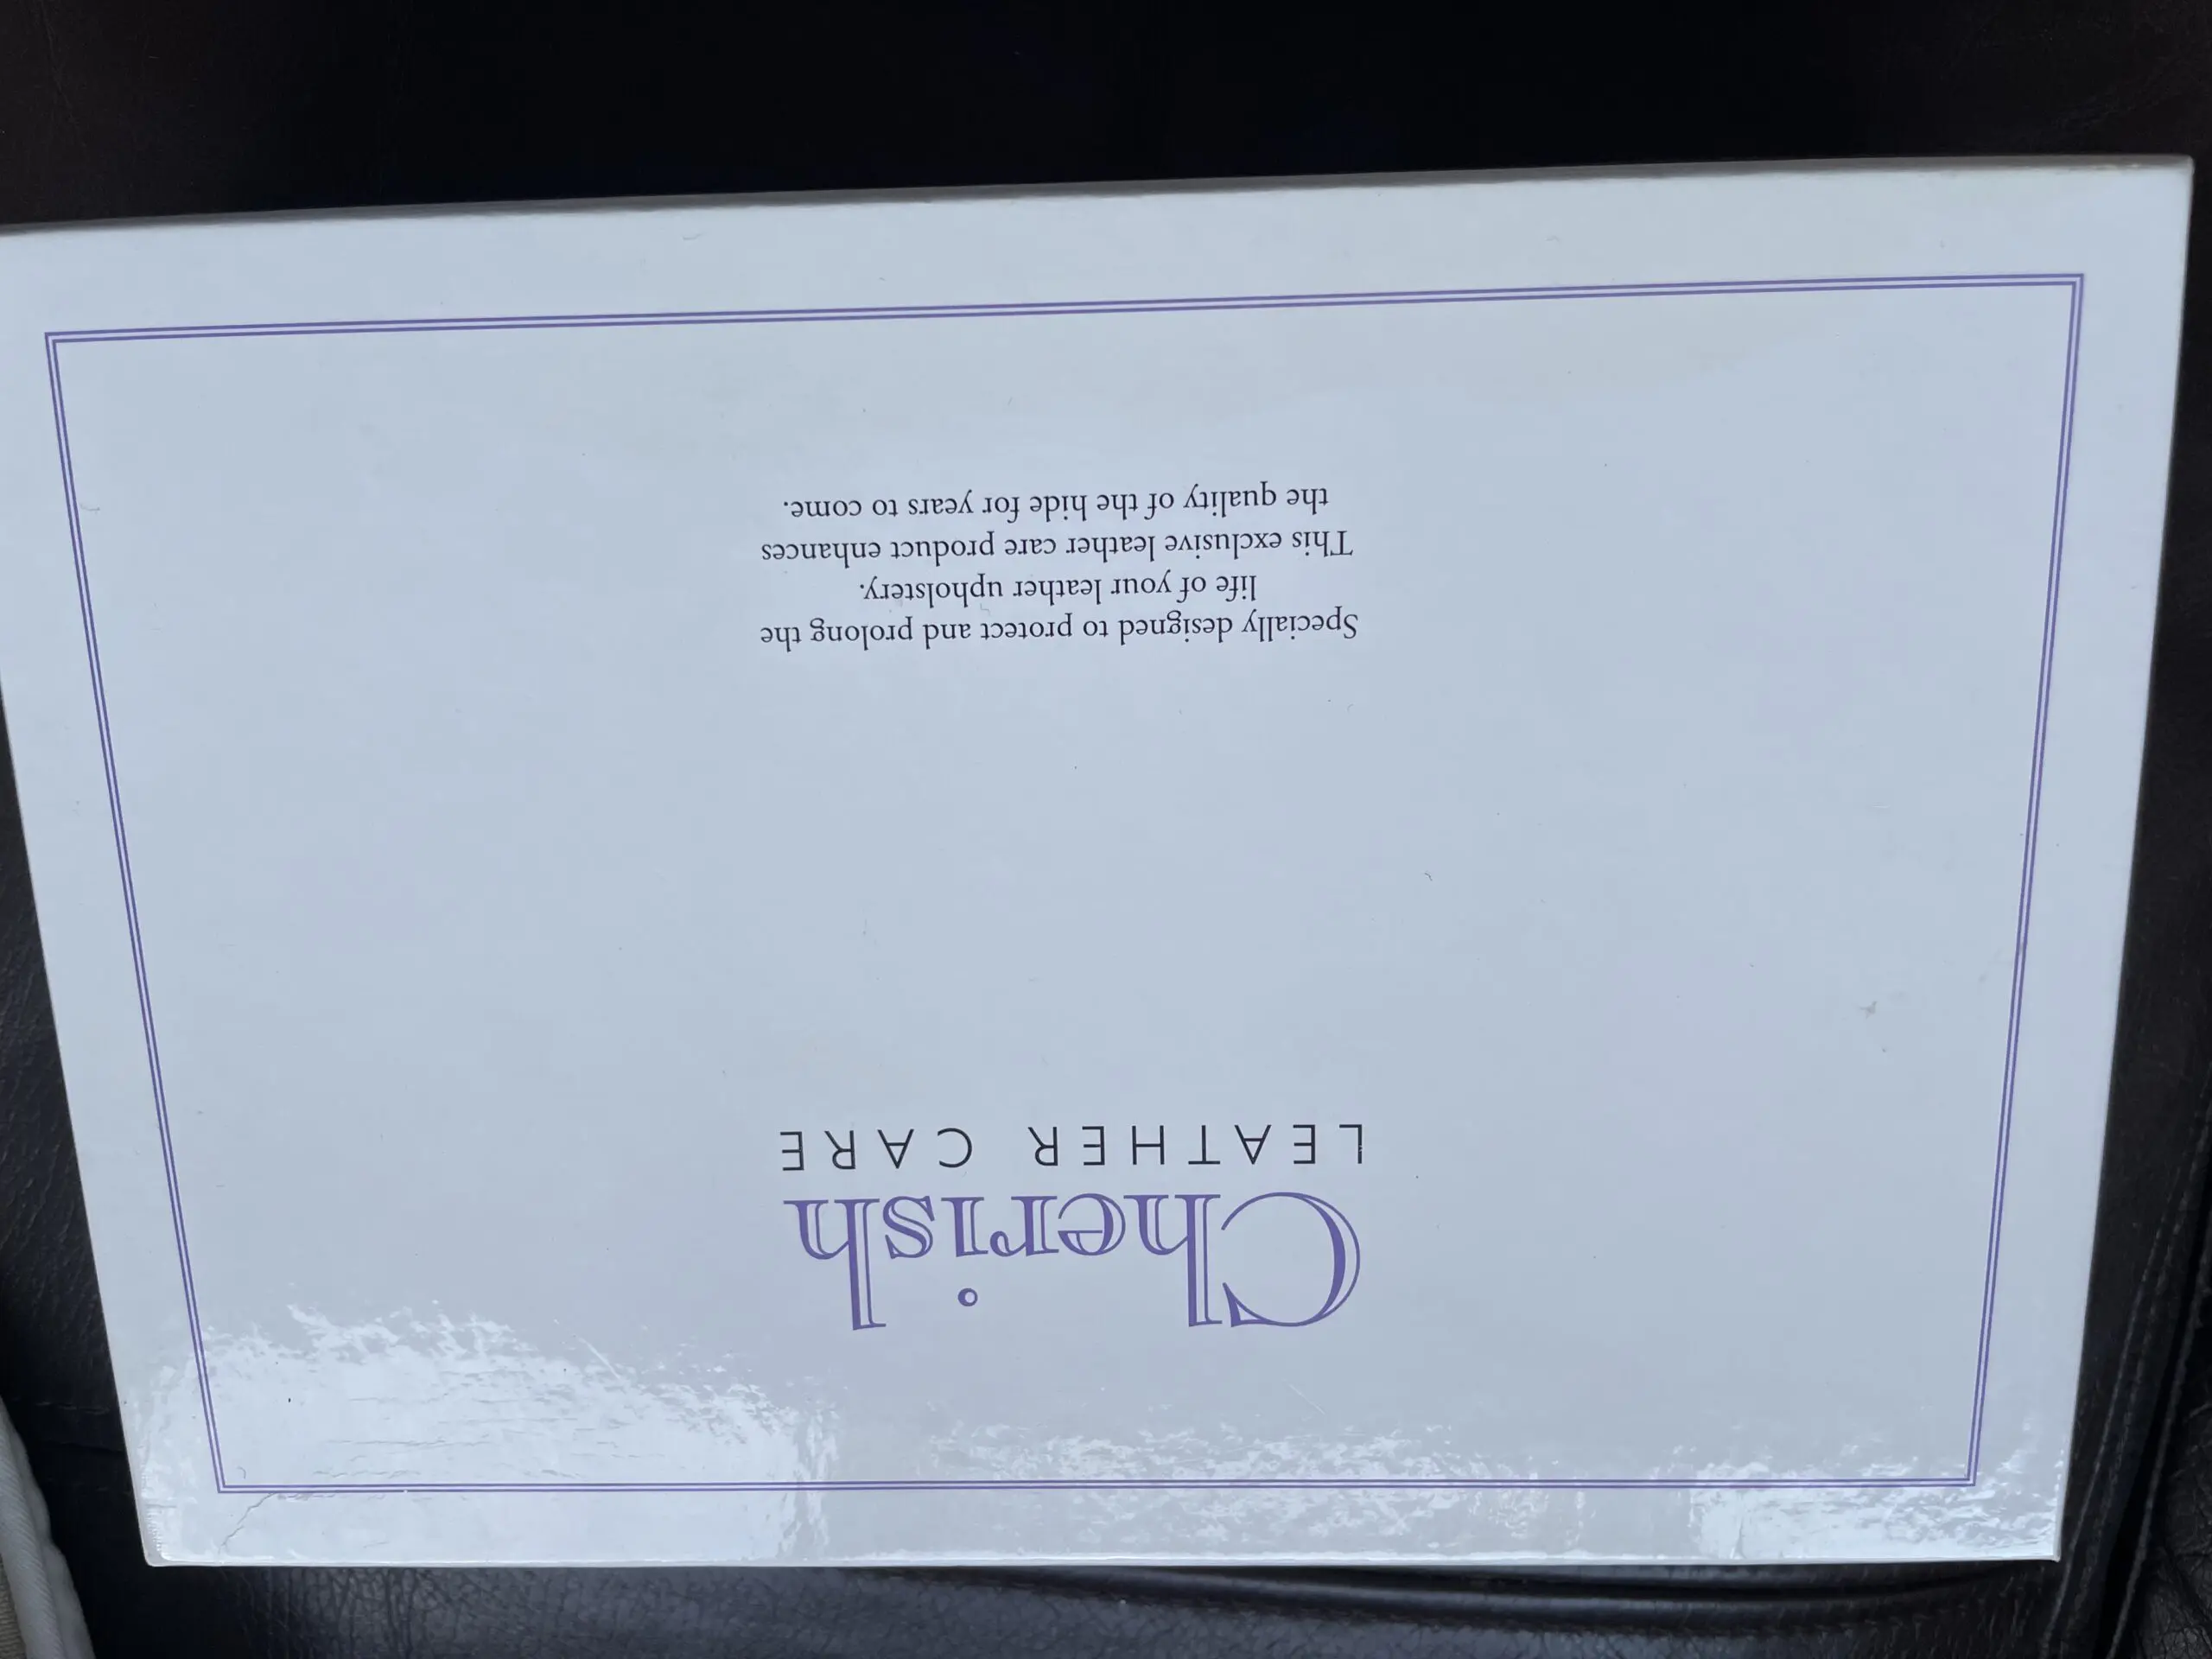 Cherish
LEATHER CARE
Specially designed to protect and prolong the
life of your leather upholstery.
This exclusive leather care product enhances
the quality of the hide for years to come.